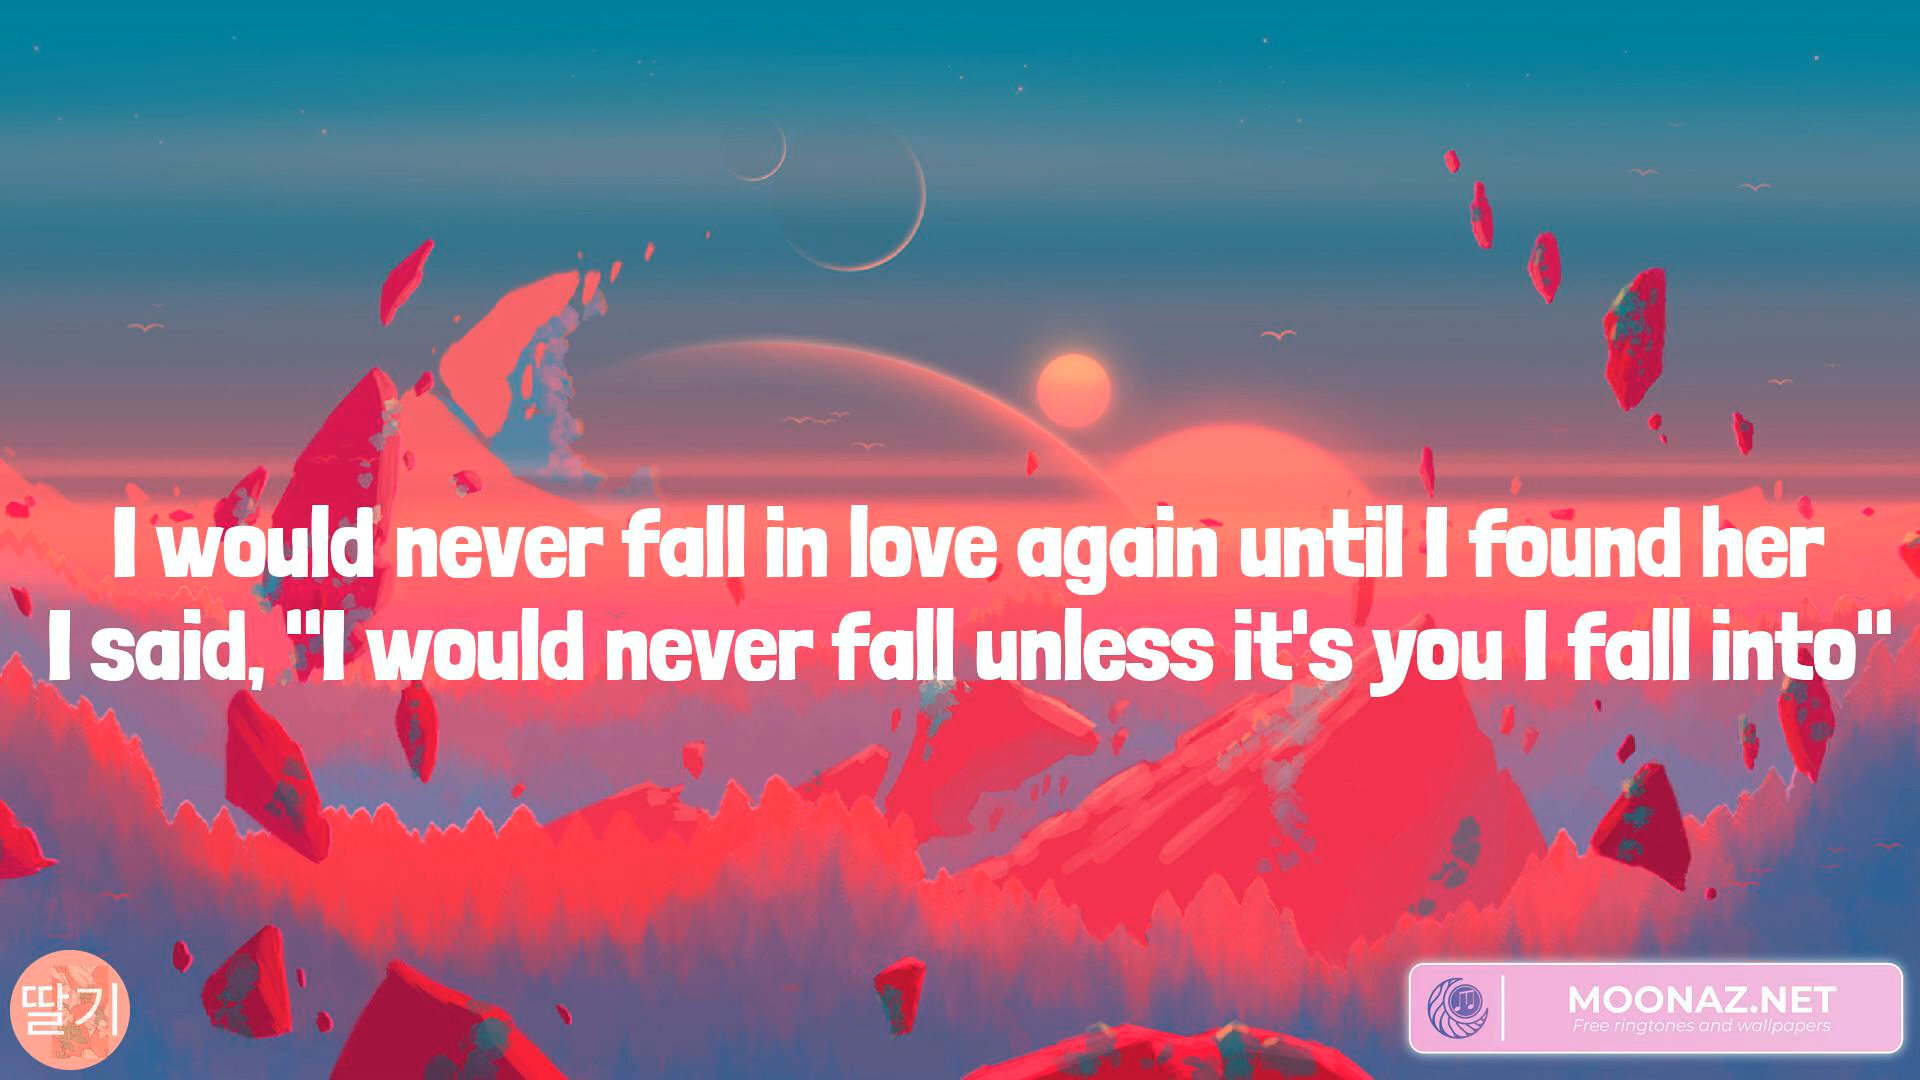 I would never fall in love again until I found her
I said, "I would never fall unless it's you I fall into"
딸기
MOONAZ.NET
Free ringtones and wallpapers